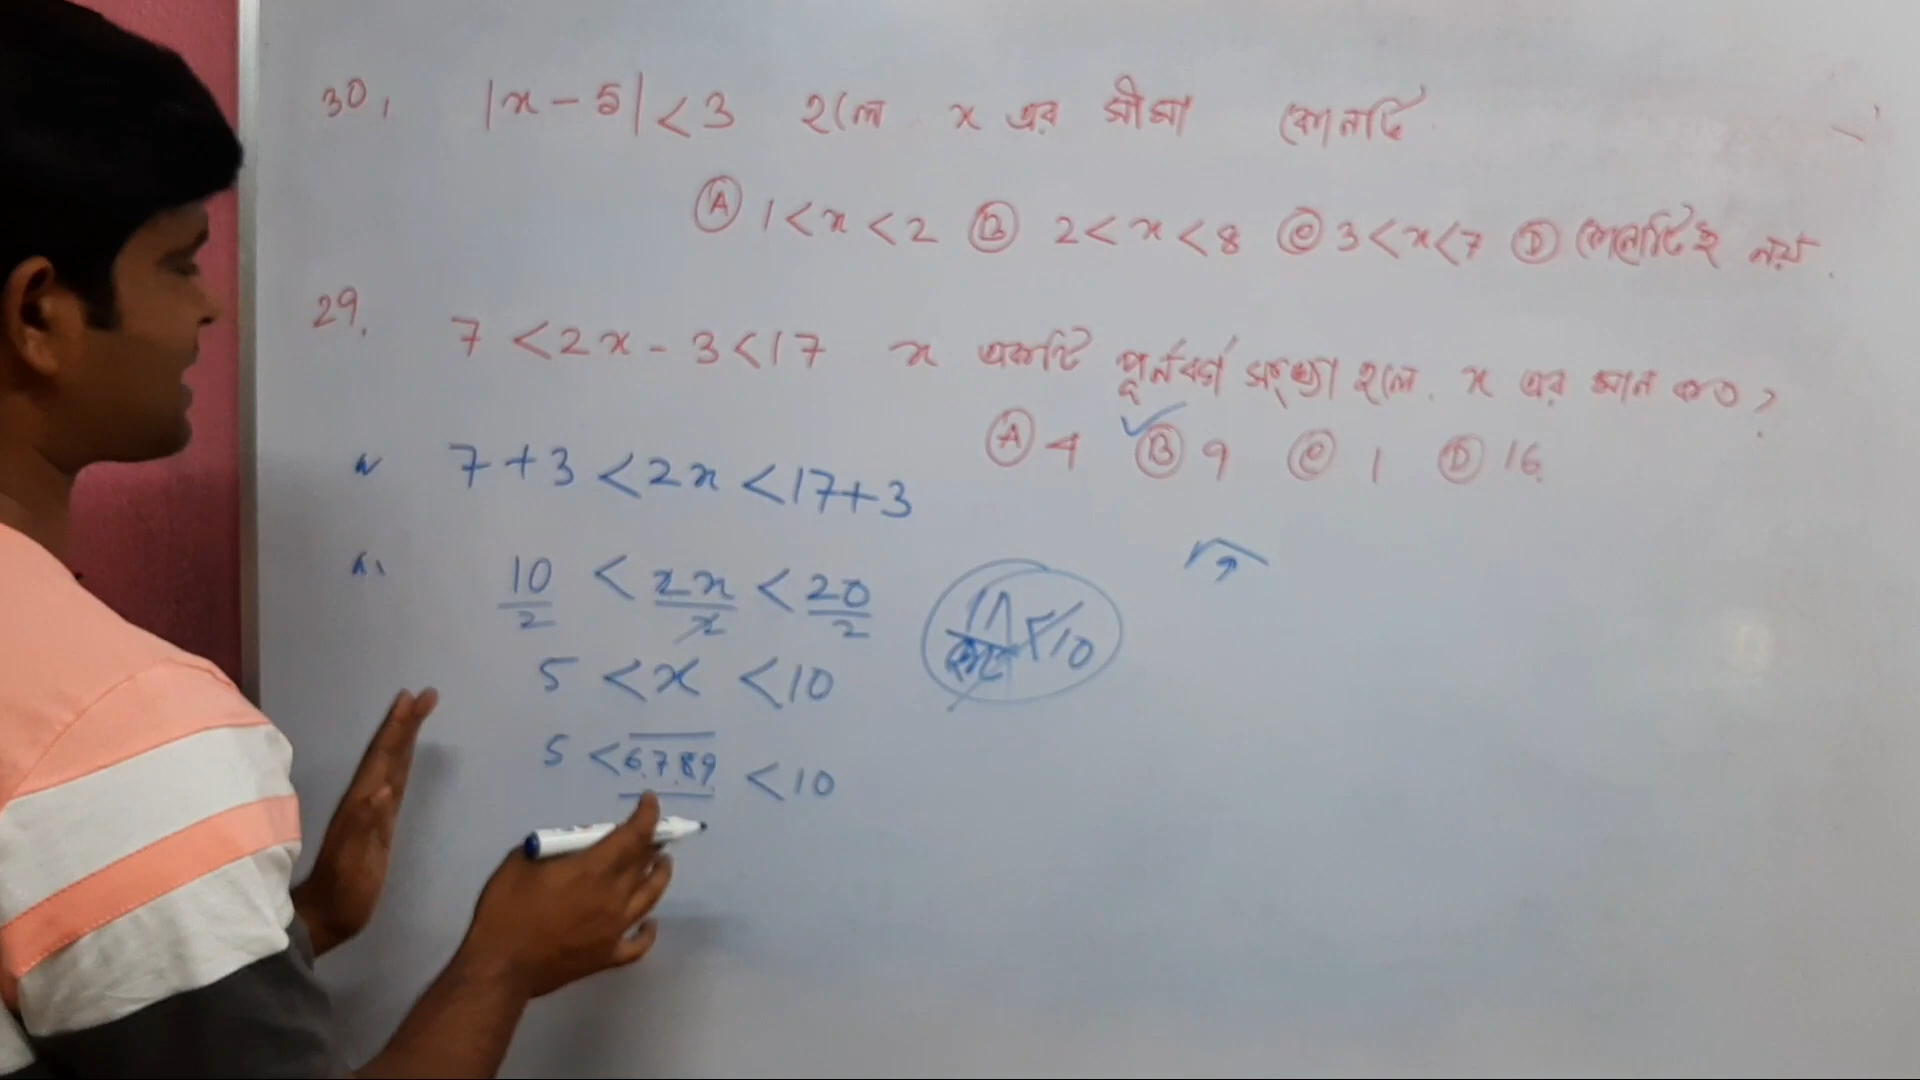 30, |x - 5| < 3 হলে x এর সীমা কোনটি
Ⓐ 1 < x < 2 Ⓑ 2 < x < 8 Ⓒ 3 < x < 7 Ⓓ কোনটিই নয়.
29. 7 < 2x - 3 < 17 x একটি পূর্নবর্গ সংখ্যা হলে. x এর মান কত?
Ⓐ 4 ✓Ⓑ 9 Ⓒ 1 Ⓓ 16
7 + 3 < 2x < 17 + 3
10/2 < 2x/2 < 20/2
5 < x < 10
5 < 6.7.8 9 < 10